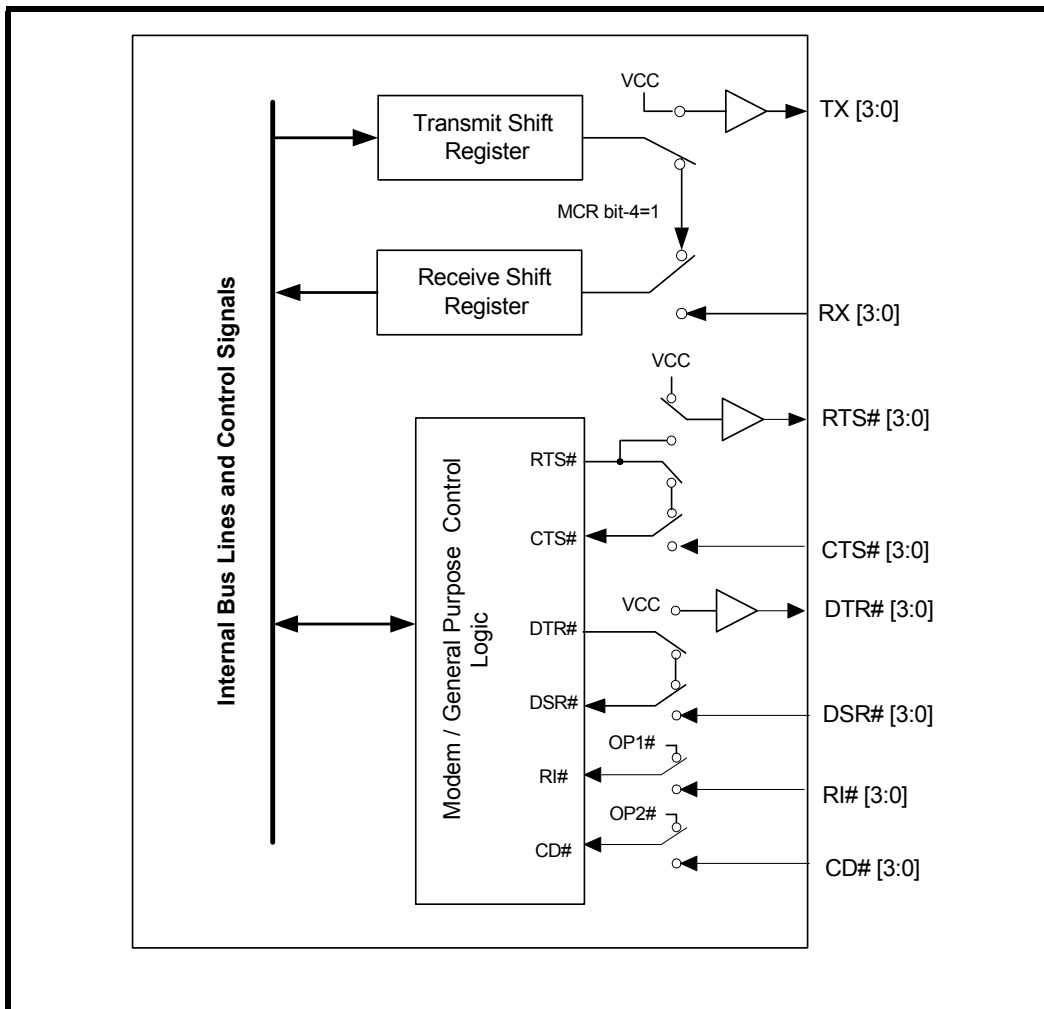 VCC
TX [3:0]
Transmit Shift
Register
MCR bit-4=1
Receive Shift
Register
RX [3:0]
Internal Bus Lines and Control Signals
VCC
RTS# [3:0]
Modem / General Purpose Control
Logic
RTS#
CTS#
CTS# [3:0]
VCC
DTR# [3:0]
DTR#
DSR#
DSR# [3:0]
OP1#
RI#
RI# [3:0]
OP2#
CD#
CD# [3:0]